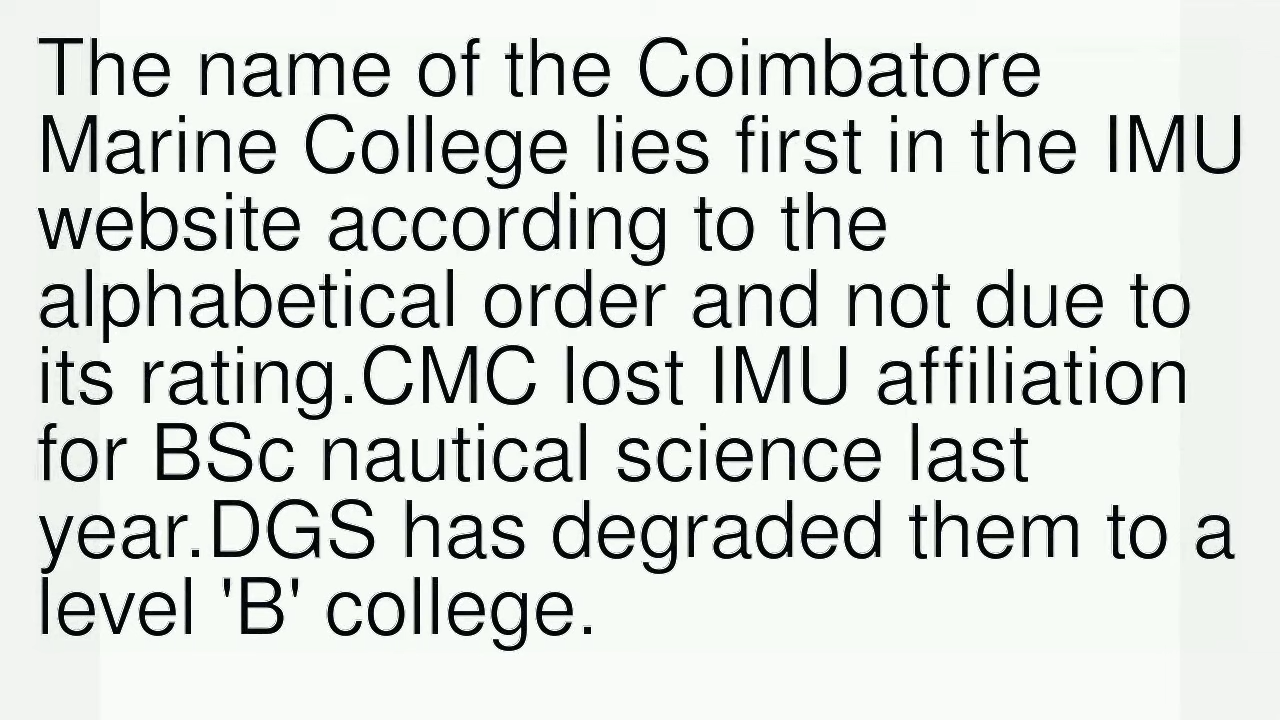 The name of the Coimbatore
Marine College lies first in the IMU
website according to the
alphabetical order and not due to
its rating.CMC lost IMU affiliation
for BSc nautical science last
year.DGS has degraded them to a
level 'B' college.